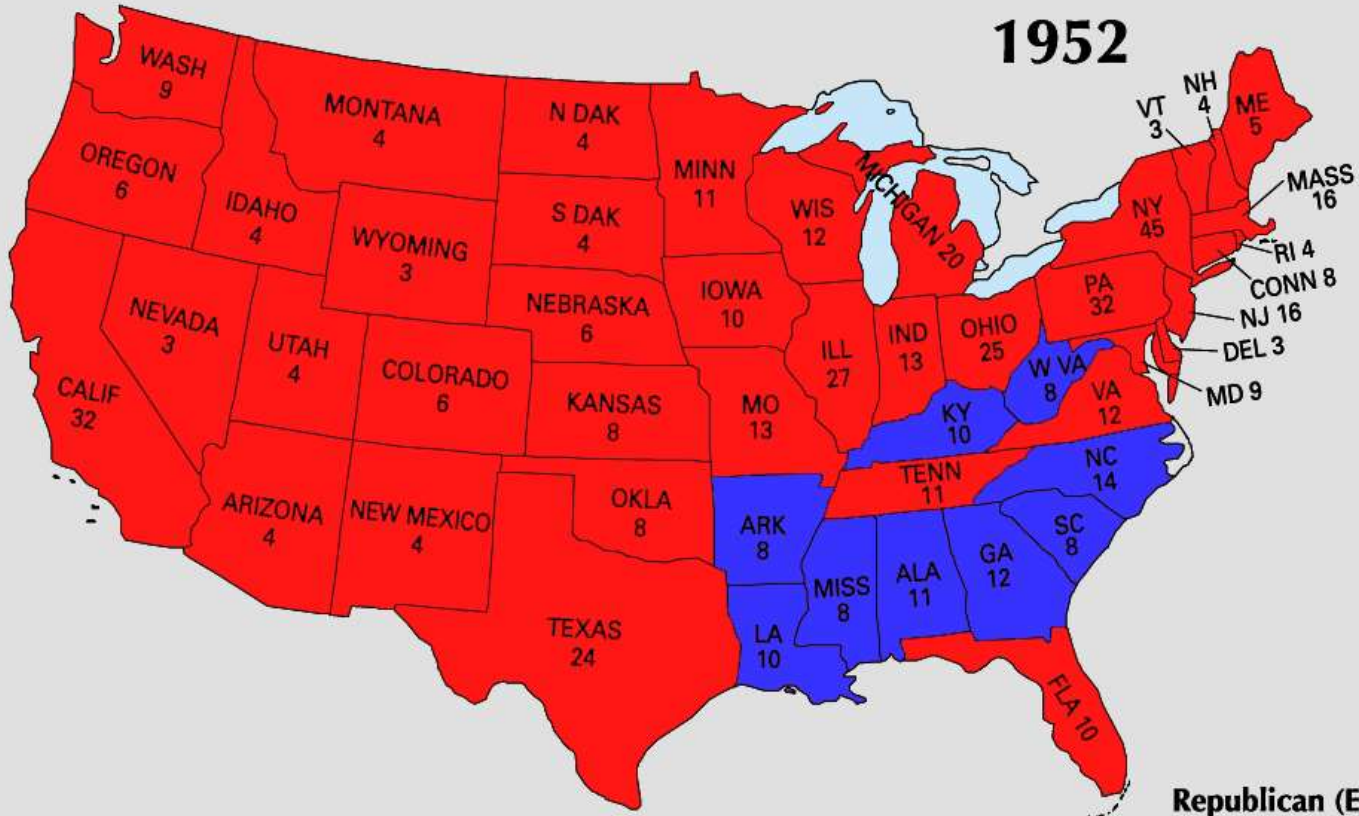 1952
WASH
9
MONTANA
4
N DAK
4
MINN
11
OREGON
6
IDAHO
4
WYOMING
3
S DAK
4
WIS
12
MICHIGAN 20
VT
3
NH
4
ME
5
MASS
16
NY
45
RI 4
CONN 8
NJ 16
DEL 3
MD 9
PA
32
NEVADA
3
UTAH
4
COLORADO
6
NEBRASKA
6
IOWA
10
ILL
27
IND
13
OHIO
25
W VA
8
VA
12
CALIF
32
KANSAS
8
MO
13
KY
10
TENN
11
NC
14
ARIZONA
4
NEW MEXICO
4
OKLA
8
ARK
8
SC
8
TEXAS
24
LA
10
MISS
8
ALA
11
GA
12
FLA 10
Republican (E